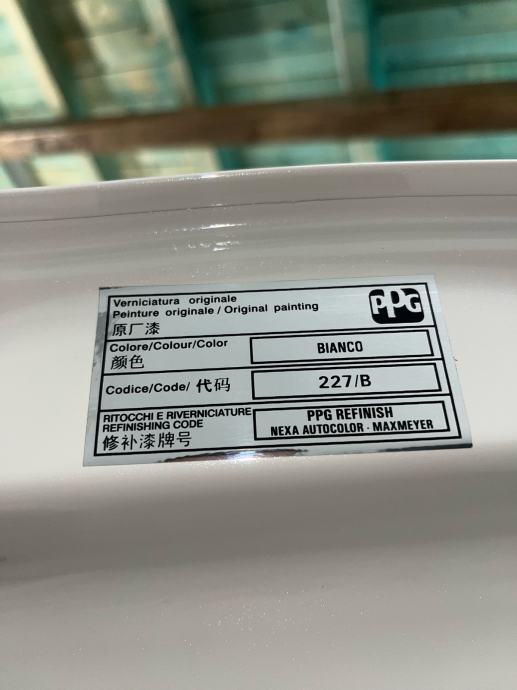 Verniciatura originale
Peinture originale / Original painting
原厂漆
PPG
Colore/Colour/Color
颜色
BIANCO
Codice/Code/ 代码
227/B
RITOCCHI E RIVERNICIATURE
REFINISHING CODE
修补漆牌号
PPG REFINISH
NEXA AUTOCOLOR · MAXMEYER